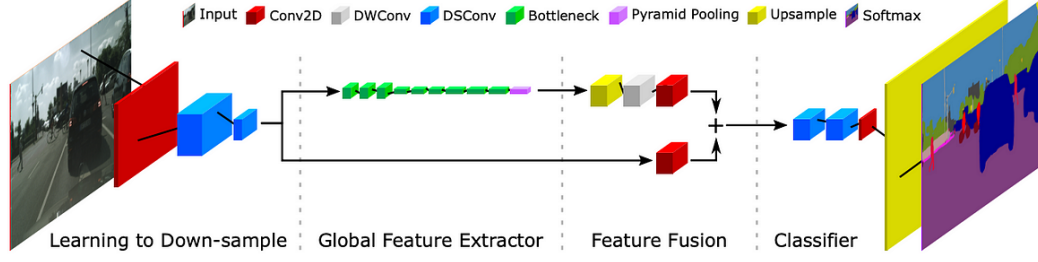 Input Conv2D DWConv DSConv Bottleneck Pyramid Pooling Upsample Softmax
+
Learning to Down-sample Global Feature Extractor Feature Fusion Classifier